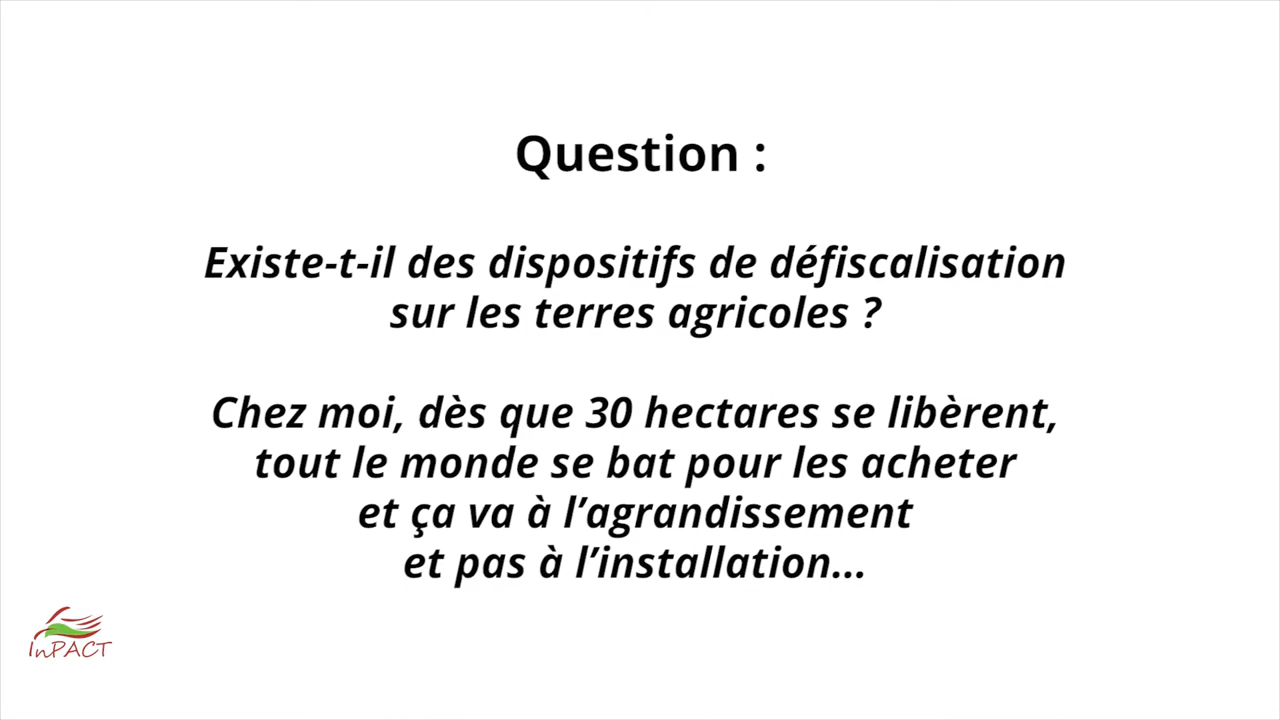 Question :
Existe-t-il des dispositifs de défiscalisation
sur les terres agricoles ?
Chez moi, dès que 30 hectares se libèrent,
tout le monde se bat pour les acheter
et ça va à l’agrandissement
et pas à l’installation...
InPACT